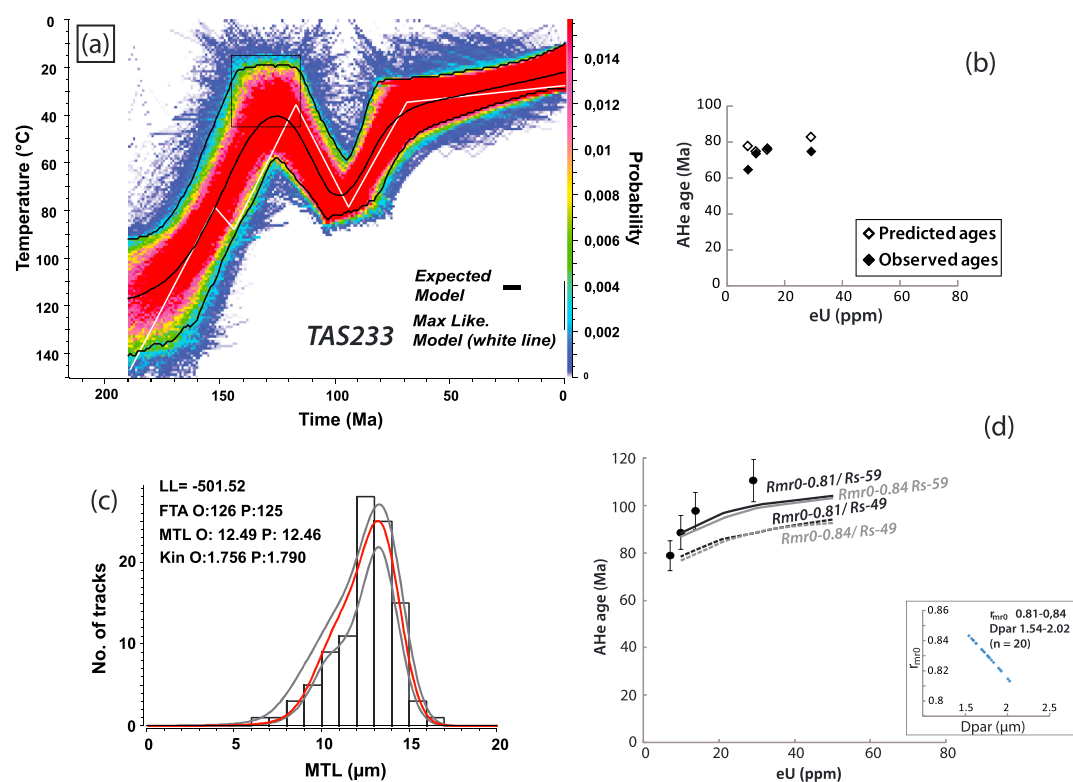 (a)
0
20
40
60
80
100
120
140
Temperature (°C)
200
150
100
50
0
Time (Ma)
Expected
Model
Max Like.
Model (white line)
TAS233
0,014
0,012
0,01
0,008
0,006
0,004
0,002
0
Probability
(b)
100
80
60
40
20
0
AHe age (Ma)
0
20
40
60
80
eU (ppm)
Predicted ages
Observed ages
(c)
LL= -501.52
FTA O:126 P:125
MTL O: 12.49 P: 12.46
Kin O:1.756 P:1.790
20
10
0
No. of tracks
0
5
10
15
20
MTL (µm)
(d)
120
100
80
60
40
20
0
AHe age (Ma)
0
20
40
60
80
eU (ppm)
Rmr0-0.81/ Rs-59
Rmr0-0.84 Rs-59
Rmr0-0.81/ Rs-49
Rmr0-0.84/ Rs-49
0.86
0.84
0.82
0.8
rmr0
rmr0 0.81-0,84
Dpar 1.54-2.02
(n = 20)
1.5
2
2.5
Dpar (µm)